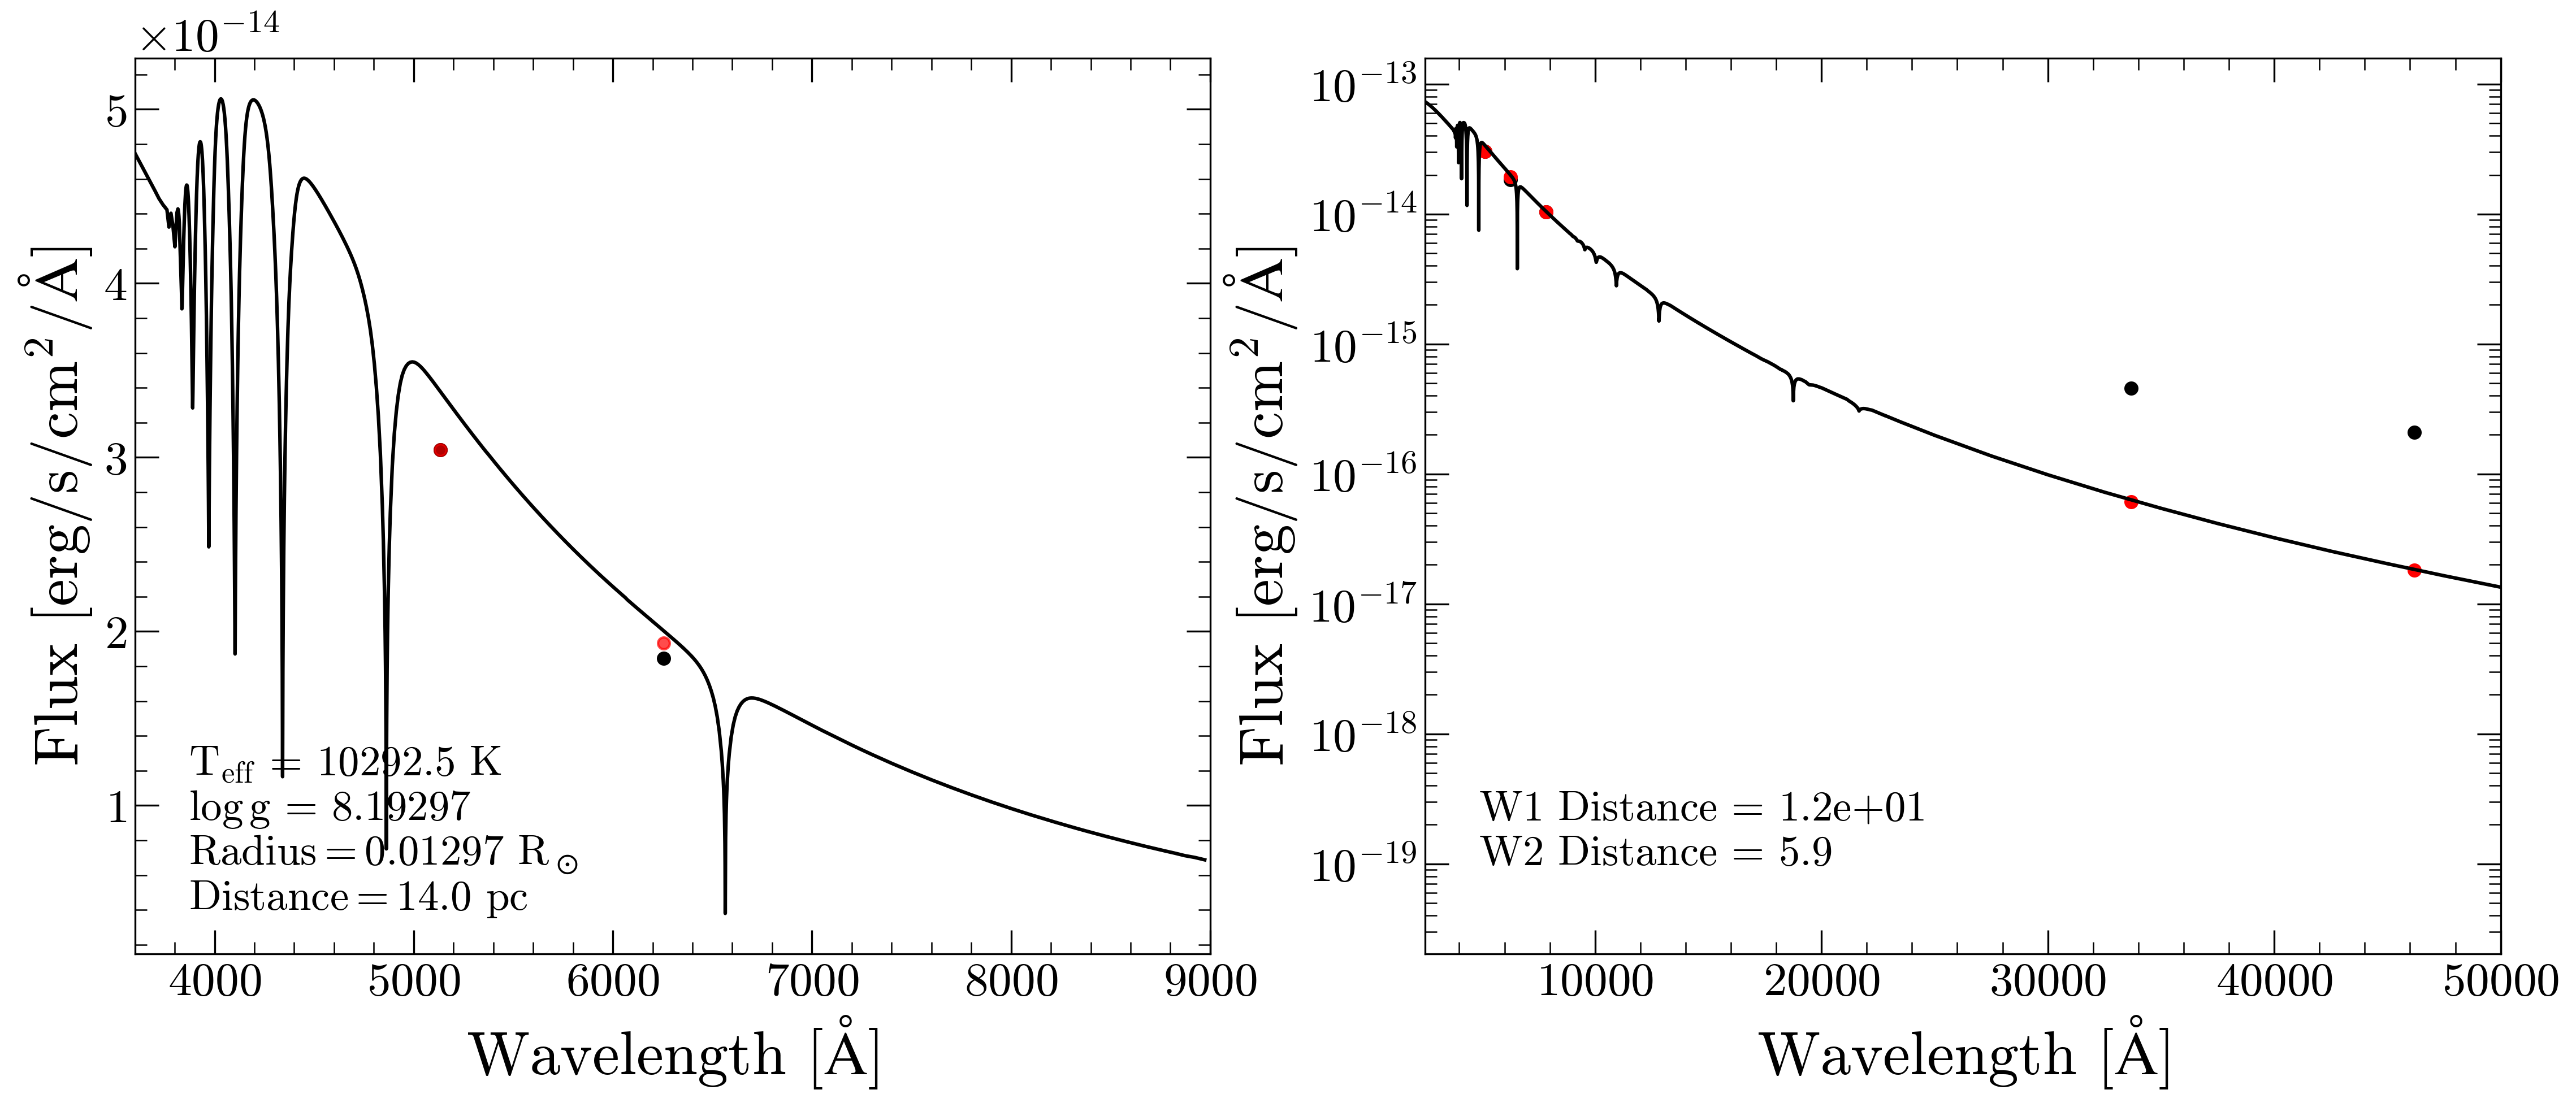 ×10⁻¹⁴
5
4
3
2
1
Flux [erg/s/cm²/Å]
T_eff = 10292.5 K
log g = 8.19297
Radius = 0.01297 R_⊙
Distance = 14.0 pc
4000 5000 6000 7000 8000 9000
Wavelength [Å]
10⁻¹³
10⁻¹⁴
10⁻¹⁵
10⁻¹⁶
10⁻¹⁷
10⁻¹⁸
10⁻¹⁹
Flux [erg/s/cm²/Å]
W1 Distance = 1.2e+01
W2 Distance = 5.9
10000 20000 30000 40000 50000
Wavelength [Å]